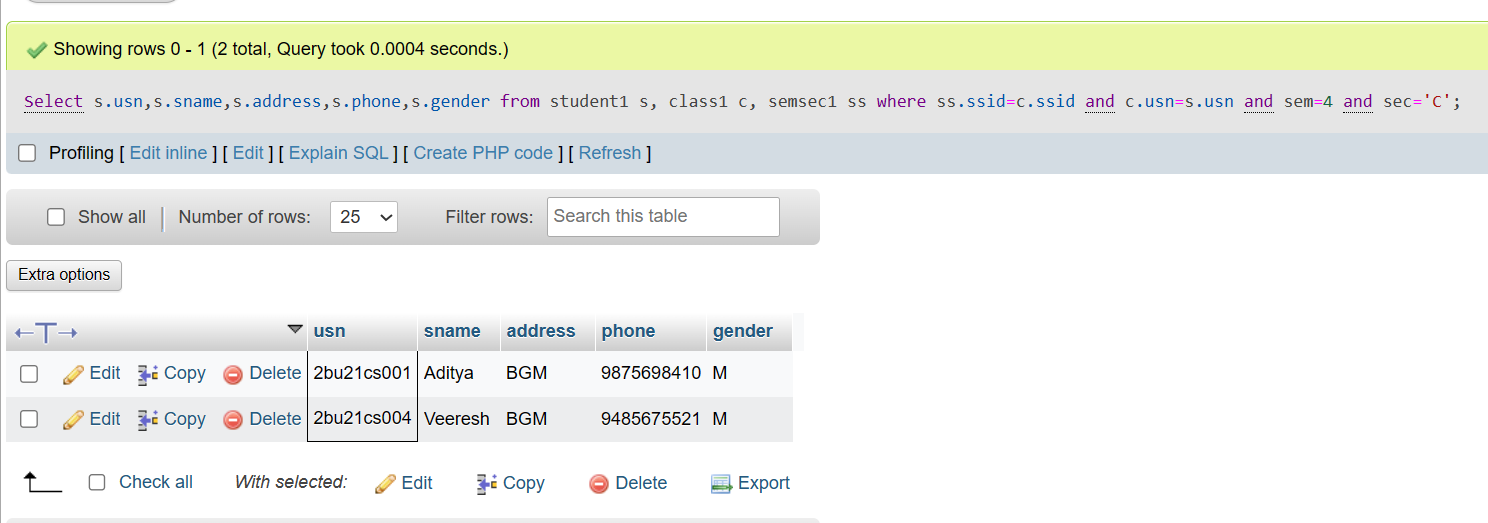 Showing rows 0 - 1 (2 total, Query took 0.0004 seconds.)
Select s.usn,s.sname,s.address,s.phone,s.gender from student1 s, class1 c, semsec1 ss where ss.ssid=c.ssid and c.usn=s.usn and sem=4 and sec='C';
Profiling [ Edit inline ] [ Edit ] [ Explain SQL ] [ Create PHP code ] [ Refresh ]
Show all Number of rows: 25 Filter rows: Search this table
Extra options
usn sname address phone gender
Edit Copy Delete 2bu21cs001 Aditya BGM 9875698410 M
Edit Copy Delete 2bu21cs004 Veeresh BGM 9485675521 M
Check all With selected: Edit Copy Delete Export